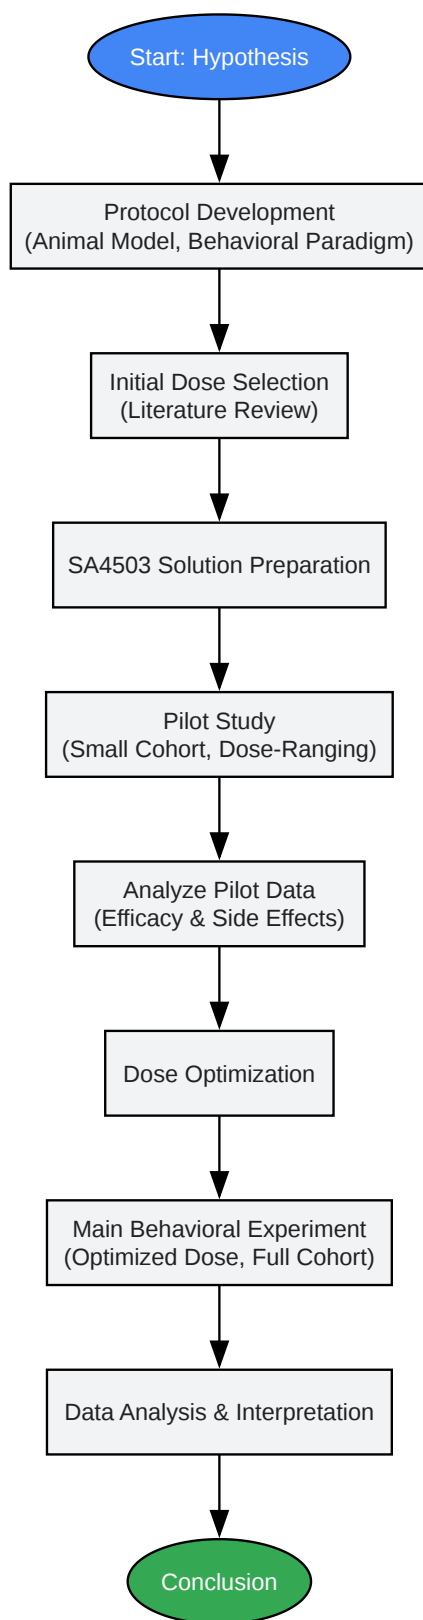 Start: Hypothesis
Protocol Development
(Animal Model, Behavioral Paradigm)
Initial Dose Selection
(Literature Review)
SA4503 Solution Preparation
Pilot Study
(Small Cohort, Dose-Ranging)
Analyze Pilot Data
(Efficacy & Side Effects)
Dose Optimization
Main Behavioral Experiment
(Optimized Dose, Full Cohort)
Data Analysis & Interpretation
Conclusion